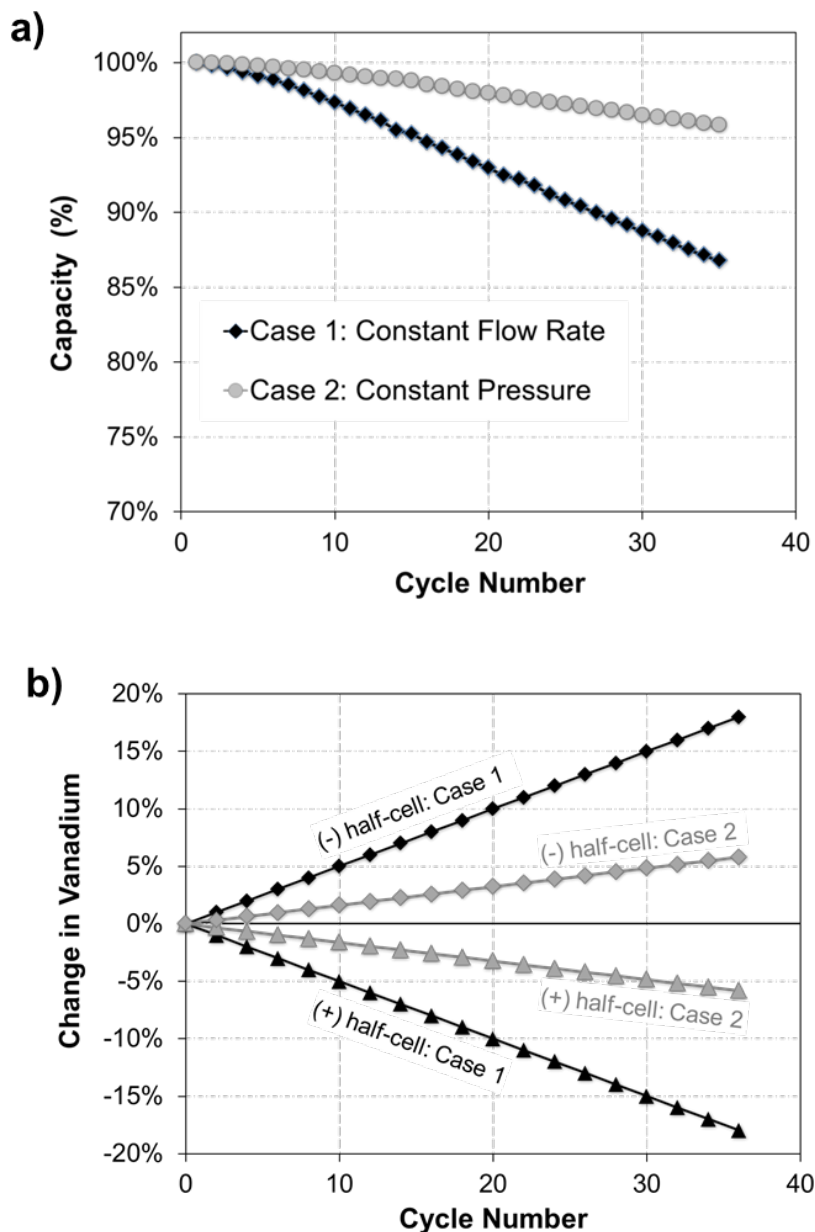 a)
100%
95%
90%
85%
80%
75%
70%
Capacity (%)
Case 1: Constant Flow Rate
Case 2: Constant Pressure
0
10
20
30
40
Cycle Number
b)
20%
15%
10%
5%
0%
-5%
-10%
-15%
-20%
Change in Vanadium
(-) half-cell: Case 1
(-) half-cell: Case 2
(+) half-cell: Case 2
(+) half-cell: Case 1
0
10
20
30
40
Cycle Number